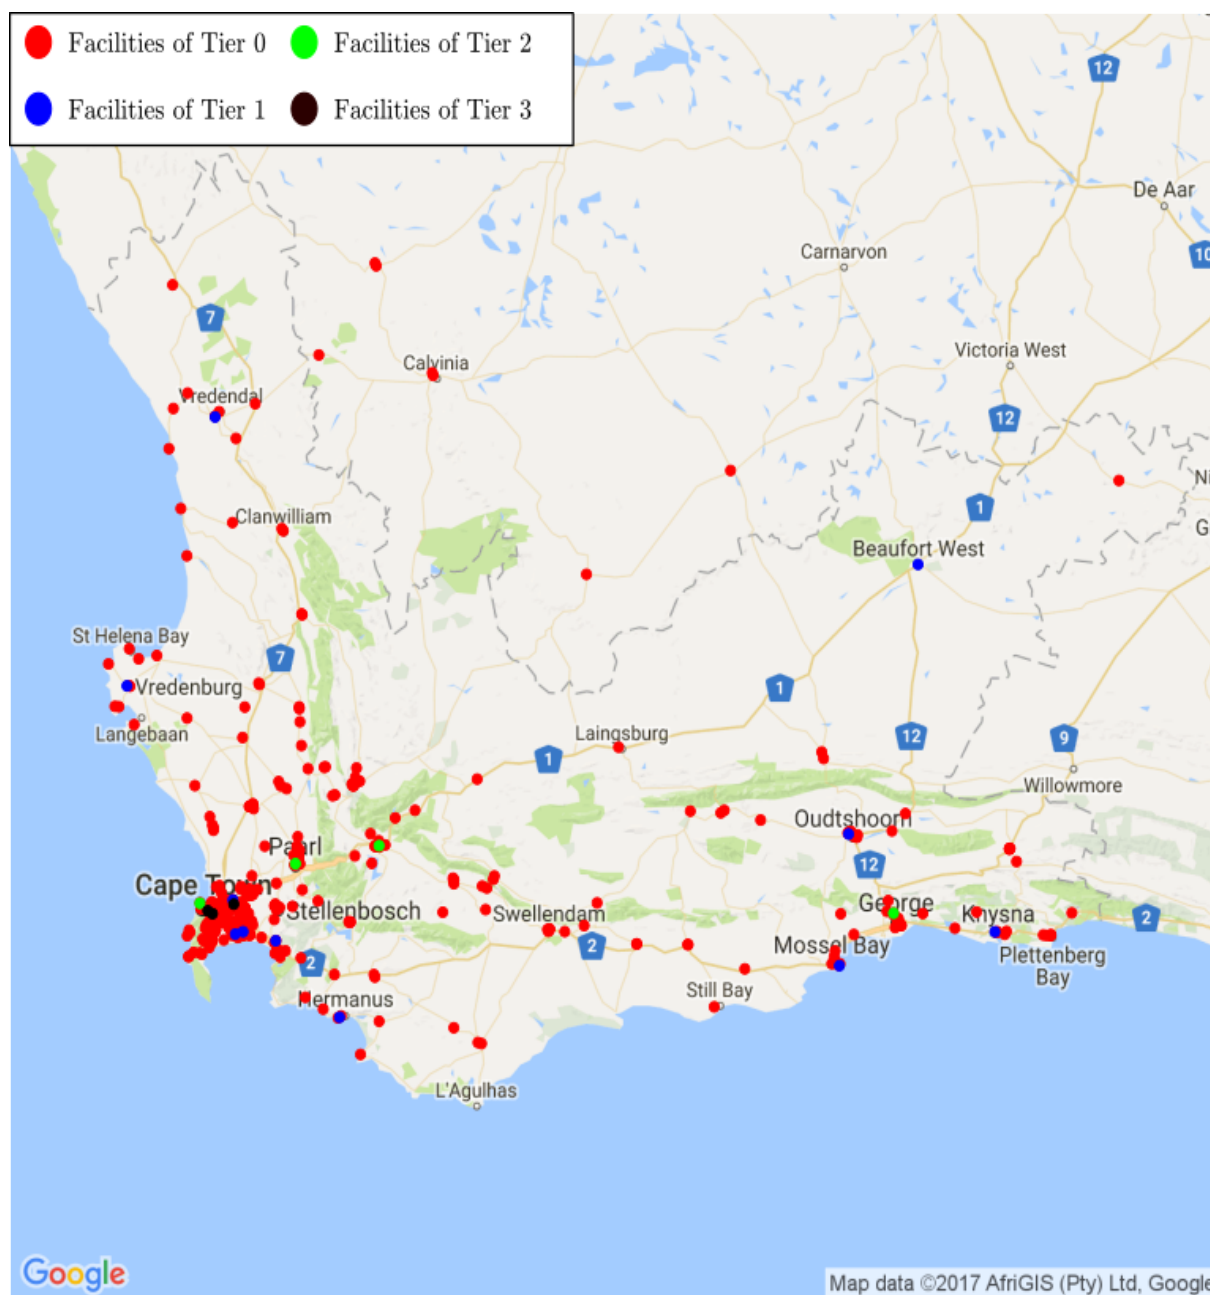 Facilities of Tier 0
Facilities of Tier 2
Facilities of Tier 1
Facilities of Tier 3
12
De Aar
Carnarvon
10
7
Victoria West
Calvinia
Vredendal
12
Ni
1
Clanwilliam
G
Beaufort West
St Helena Bay
7
Vredenburg
1
Langebaan
Laingsburg
12
9
1
Willowmore
Oudtshoorn
Paarl
12
Cape Town
Stellenbosch
George
Swellendam
Knysna
2
Mossel Bay
2
Plettenberg
Bay
2
Still Bay
Hermanus
L'Agulhas
Google
Map data ©2017 AfriGIS (Pty) Ltd, Google